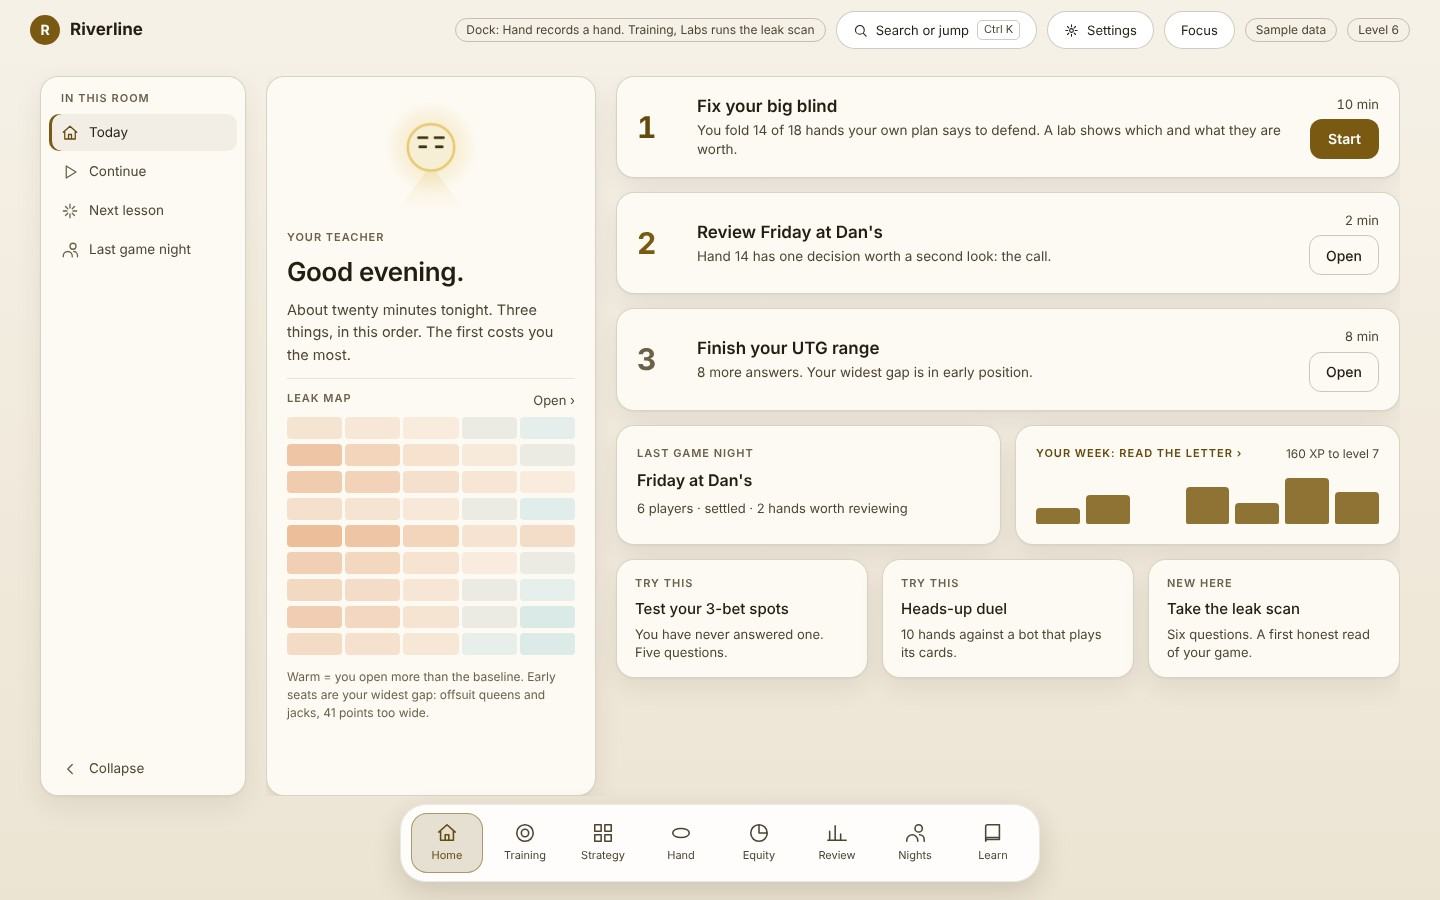 R
Riverline
Dock: Hand records a hand. Training, Labs runs the leak scan
Search or jump
Ctrl K
Settings
Focus
Sample data
Level 6
IN THIS ROOM
Today
Continue
Next lesson
Last game night
Collapse
YOUR TEACHER
Good evening.
About twenty minutes tonight. Three
things, in this order. The first costs you
the most.
LEAK MAP
Open ›
Warm = you open more than the baseline. Early
seats are your widest gap: offsuit queens and
jacks, 41 points too wide.
1
Fix your big blind
You fold 14 of 18 hands your own plan says to defend. A lab shows which and what they are
worth.
10 min
Start
2
Review Friday at Dan's
Hand 14 has one decision worth a second look: the call.
2 min
Open
3
Finish your UTG range
8 more answers. Your widest gap is in early position.
8 min
Open
LAST GAME NIGHT
Friday at Dan's
6 players · settled · 2 hands worth reviewing
YOUR WEEK: READ THE LETTER ›
160 XP to level 7
TRY THIS
Test your 3-bet spots
You have never answered one.
Five questions.
TRY THIS
Heads-up duel
10 hands against a bot that plays
its cards.
NEW HERE
Take the leak scan
Six questions. A first honest read
of your game.
Home
Training
Strategy
Hand
Equity
Review
Nights
Learn